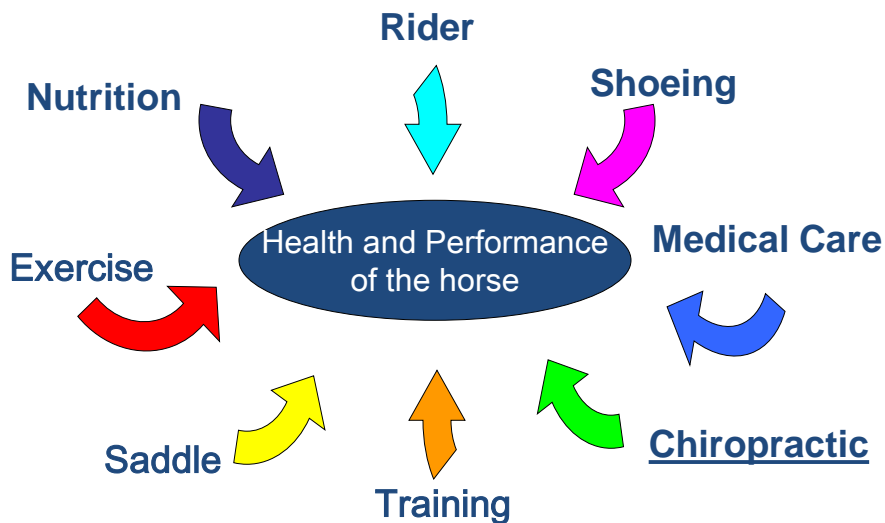 Rider
Nutrition
Shoeing
Health and Performance
of the horse
Medical Care
Exercise
Chiropractic
Saddle
Training